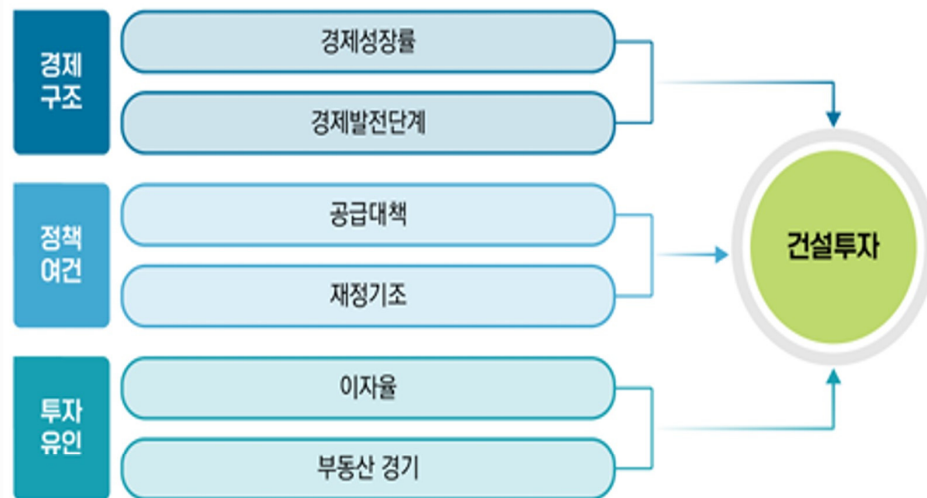 경제
구조
경제성장률
경제발전단계
정책
여건
공급대책
재정기조
투자
유인
이자율
부동산 경기
건설투자